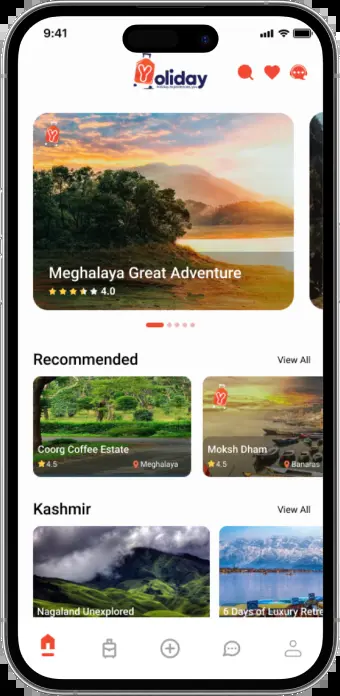 9:41
Yoliday
Meghalaya Great Adventure
4.0
Recommended
View All
Coorg Coffee Estate
4.5
Meghalaya
Moksh Dham
4.5
Banaras
Kashmir
View All
Nagaland Unexplored
6 Days of Luxury Retre